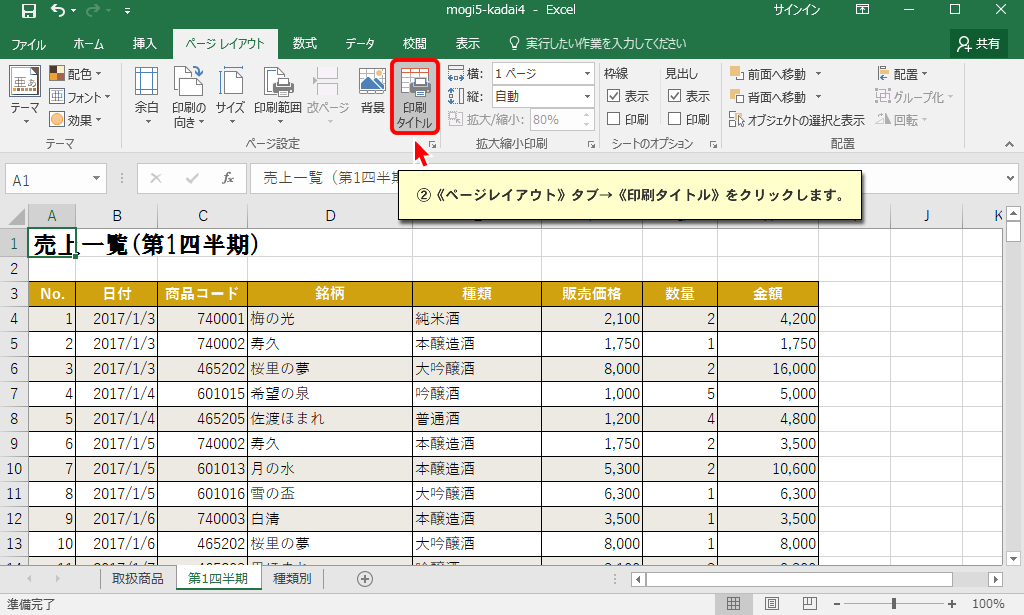 mogi5-kadai4 - Excel
サインイン
ファイル ホーム 挿入 ページ レイアウト 数式 データ 校閲 表示 実行したい作業を入力してください 共有
テーマ
配色
フォント
効果
テーマ
余白
印刷の
向き
サイズ
印刷範囲
改ページ
背景
印刷
タイトル
ページ設定
横: 1 ページ
縦: 自動
拡大/縮小: 80%
拡大縮小印刷
枠線 見出し
表示 表示
印刷 印刷
シートのオプション
前面へ移動
背面へ移動
オブジェクトの選択と表示
配置
グループ化
回転
配置
A1 fx 売上一覧（第1四半
②《ページレイアウト》タブ→《印刷タイトル》をクリックします。
A B C D J K
1 売上一覧(第1四半期)
2
3 No. 日付 商品コード 銘柄 種類 販売価格 数量 金額
4 1 2017/1/3 740001 梅の光 純米酒 2,100 2 4,200
5 2 2017/1/3 740002 寿久 本醸造酒 1,750 1 1,750
6 3 2017/1/3 465202 桜里の夢 大吟醸酒 8,000 2 16,000
7 4 2017/1/4 601015 希望の泉 吟醸酒 1,000 5 5,000
8 5 2017/1/4 465205 佐渡ほまれ 普通酒 1,200 4 4,800
9 6 2017/1/5 740002 寿久 本醸造酒 1,750 2 3,500
10 7 2017/1/5 601013 月の水 本醸造酒 5,300 2 10,600
11 8 2017/1/5 601016 雪の盃 大吟醸酒 6,300 1 6,300
12 9 2017/1/6 740003 白清 本醸造酒 3,500 1 3,500
13 10 2017/1/6 465202 桜里の夢 大吟醸酒 8,000 1 8,000
取扱商品 第1四半期 種類別
準備完了 100%